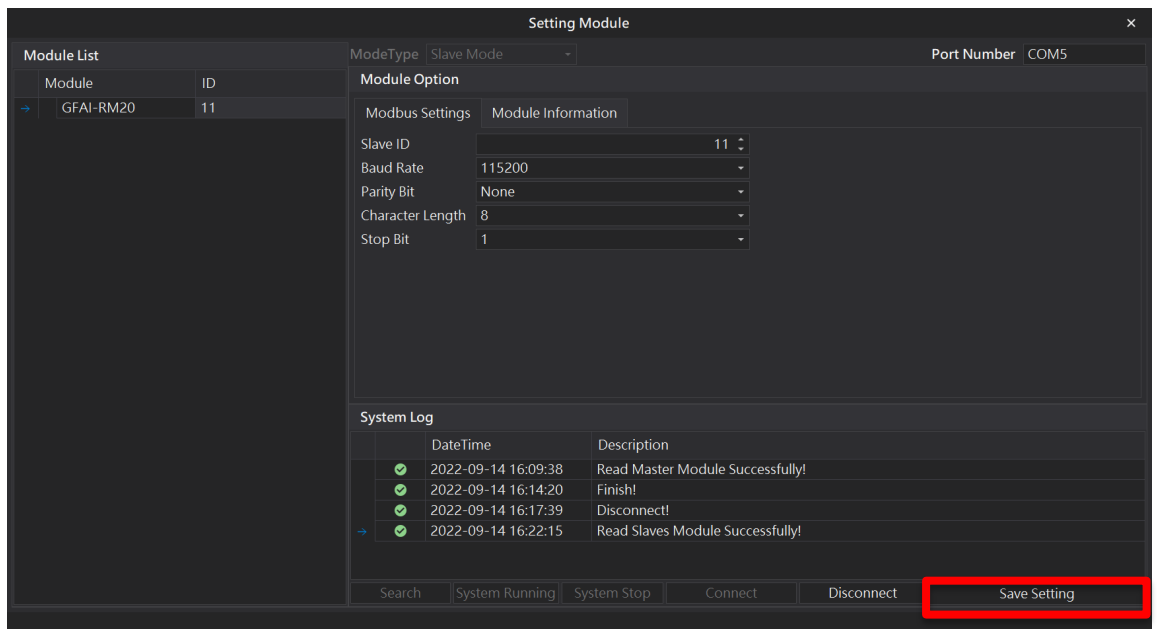 Setting Module
Module List
Module ID
GFAI-RM20 11
ModeType Slave Mode Port Number COM5
Module Option
Modbus Settings Module Information
Slave ID 11
Baud Rate 115200
Parity Bit None
Character Length 8
Stop Bit 1
System Log
DateTime Description
2022-09-14 16:09:38 Read Master Module Successfully!
2022-09-14 16:14:20 Finish!
2022-09-14 16:17:39 Disconnect!
2022-09-14 16:22:15 Read Slaves Module Successfully!
Search System Running System Stop Connect Disconnect Save Setting